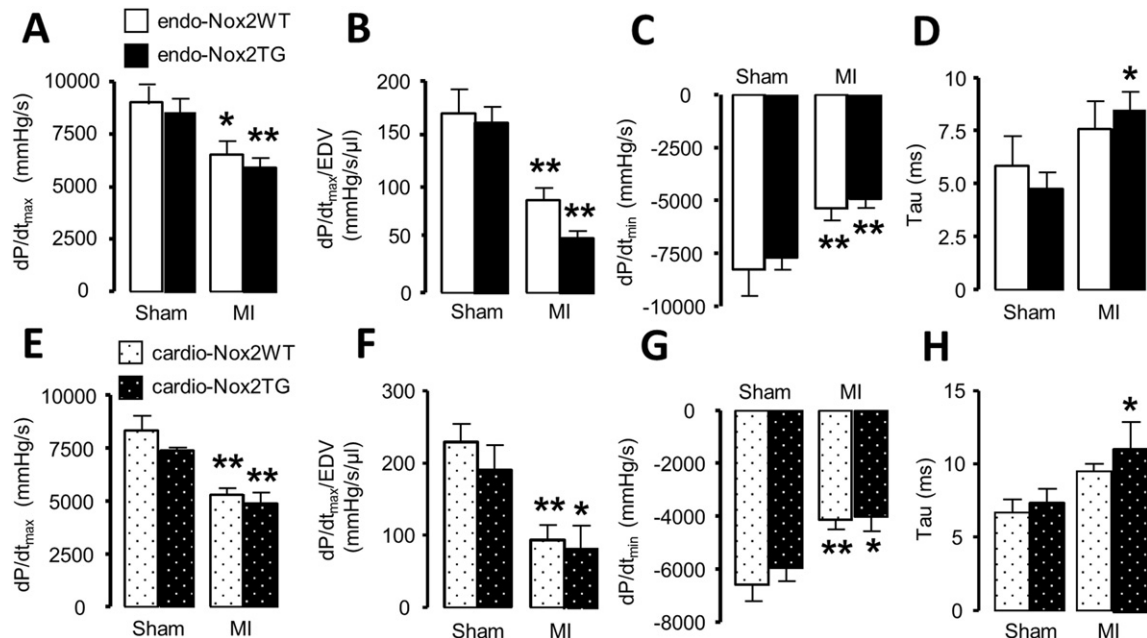 A
endo-Nox2WT
endo-Nox2TG
dP/dtmax (mmHg/s)
10000
7500
5000
2500
0
*
**
Sham
MI
B
dP/dtmax/EDV
(mmHg/s/µl)
200
150
100
50
0
**
**
Sham
MI
C
Sham
MI
dP/dtmin (mmHg/s)
0
-2500
-5000
-7500
-10000
**
**
D
Tau (ms)
10
7.5
5.0
2.5
0
*
Sham
MI
E
cardio-Nox2WT
cardio-Nox2TG
dP/dtmax (mmHg/s)
10000
7500
5000
7500
0
**
**
Sham
MI
F
dP/dtmax/EDV
(mmHg/s/µl)
300
200
100
0
**
*
Sham
MI
G
Sham
MI
dP/dtmin (mmHg/s)
0
-2000
-4000
-6000
-8000
**
*
H
Tau (ms)
15
10
5
0
*
Sham
MI